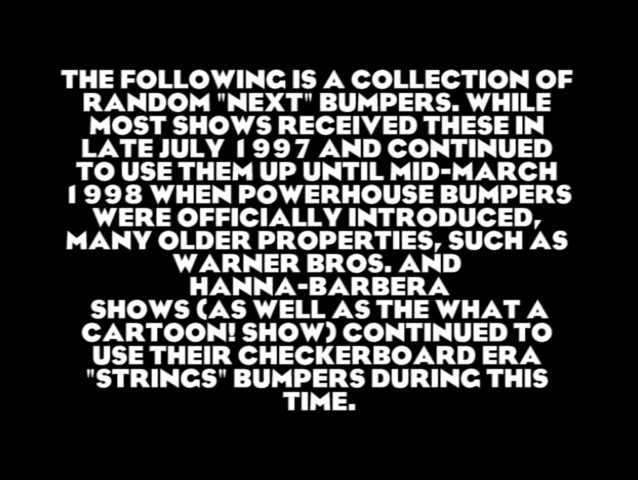 THE FOLLOWING IS A COLLECTION OF
RANDOM "NEXT" BUMPERS. WHILE
MOST SHOWS RECEIVED THESE IN
LATE JULY 1997 AND CONTINUED
TO USE THEM UP UNTIL MID-MARCH
1998 WHEN POWERHOUSE BUMPERS
WERE OFFICIALLY INTRODUCED,
MANY OLDER PROPERTIES, SUCH AS
WARNER BROS. AND
HANNA-BARBERA
SHOWS (AS WELL AS THE WHAT A
CARTOON! SHOW) CONTINUED TO
USE THEIR CHECKERBOARD ERA
"STRINGS" BUMPERS DURING THIS
TIME.